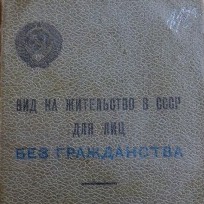 ВИД НА ЖИТЕЛЬСТВО В СССР
ДЛЯ ЛИЦ
БЕЗ ГРАЖДАНСТВА